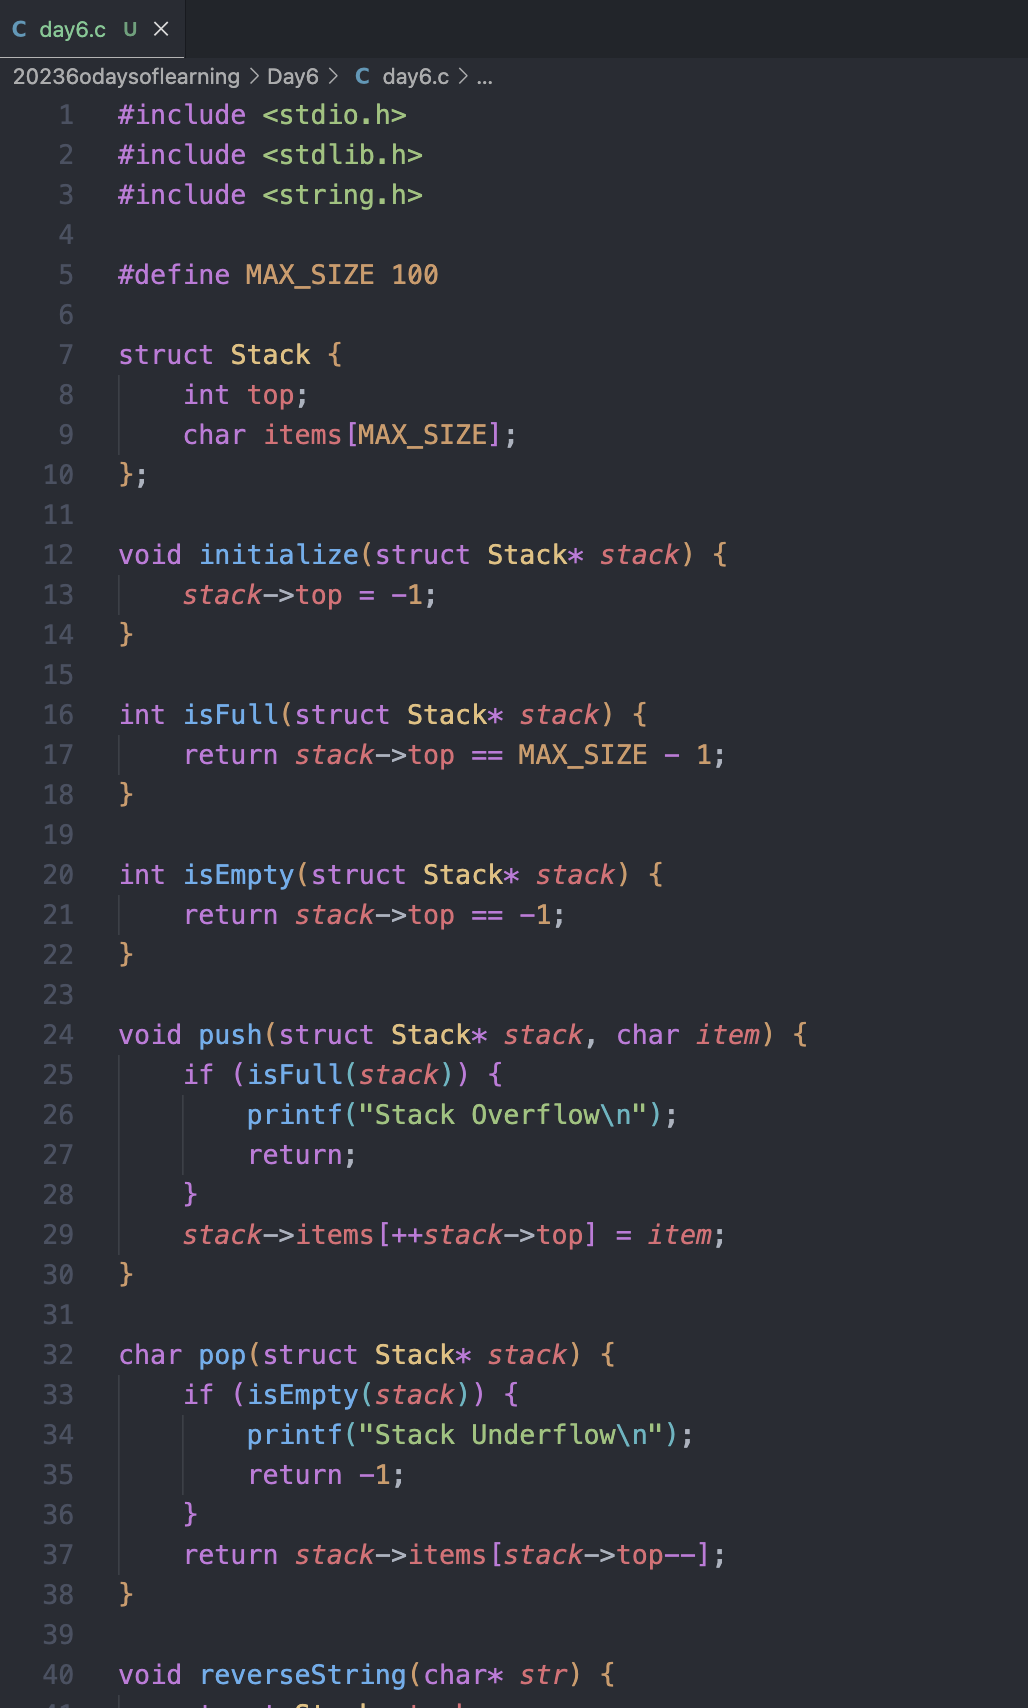 C day6.c U ×
20236odaysoflearning > Day6 > C day6.c > ...
1 #include <stdio.h>
2 #include <stdlib.h>
3 #include <string.h>
4
5 #define MAX_SIZE 100
6
7 struct Stack {
8     int top;
9     char items[MAX_SIZE];
10 };
11
12 void initialize(struct Stack* stack) {
13     stack->top = -1;
14 }
15
16 int isFull(struct Stack* stack) {
17     return stack->top == MAX_SIZE - 1;
18 }
19
20 int isEmpty(struct Stack* stack) {
21     return stack->top == -1;
22 }
23
24 void push(struct Stack* stack, char item) {
25     if (isFull(stack)) {
26         printf("Stack Overflow\n");
27         return;
28     }
29     stack->items[++stack->top] = item;
30 }
31
32 char pop(struct Stack* stack) {
33     if (isEmpty(stack)) {
34         printf("Stack Underflow\n");
35         return -1;
36     }
37     return stack->items[stack->top--];
38 }
39
40 void reverseString(char* str) {